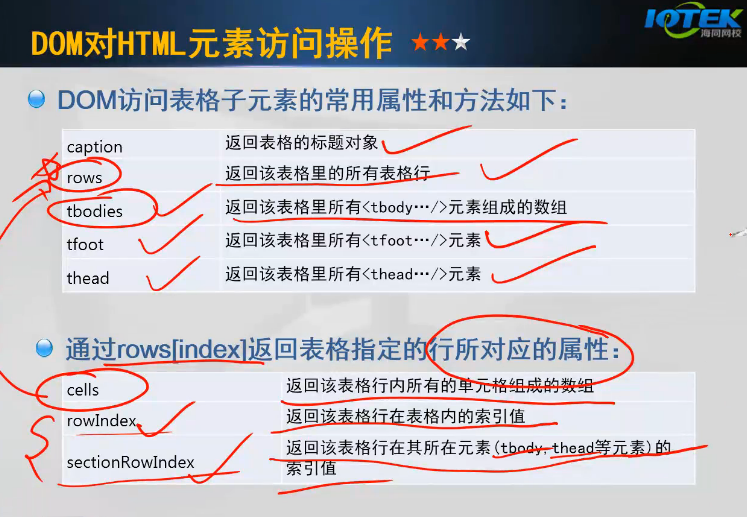 DOM对HTML元素访问操作
IOTEK
海同网校
DOM访问表格子元素的常用属性和方法如下：
caption 返回表格的标题对象
rows 返回该表格里的所有表格行
tbodies 返回该表格里所有<tbody…/>元素组成的数组
tfoot 返回该表格里所有<tfoot…/>元素
thead 返回该表格里所有<thead…/>元素
通过rows[index]返回表格指定的行所对应的属性：
cells 返回该表格行内所有的单元格组成的数组
rowIndex 返回该表格行在表格内的索引值
sectionRowIndex 返回该表格行在其所在元素(tbody,thead等元素)的
索引值